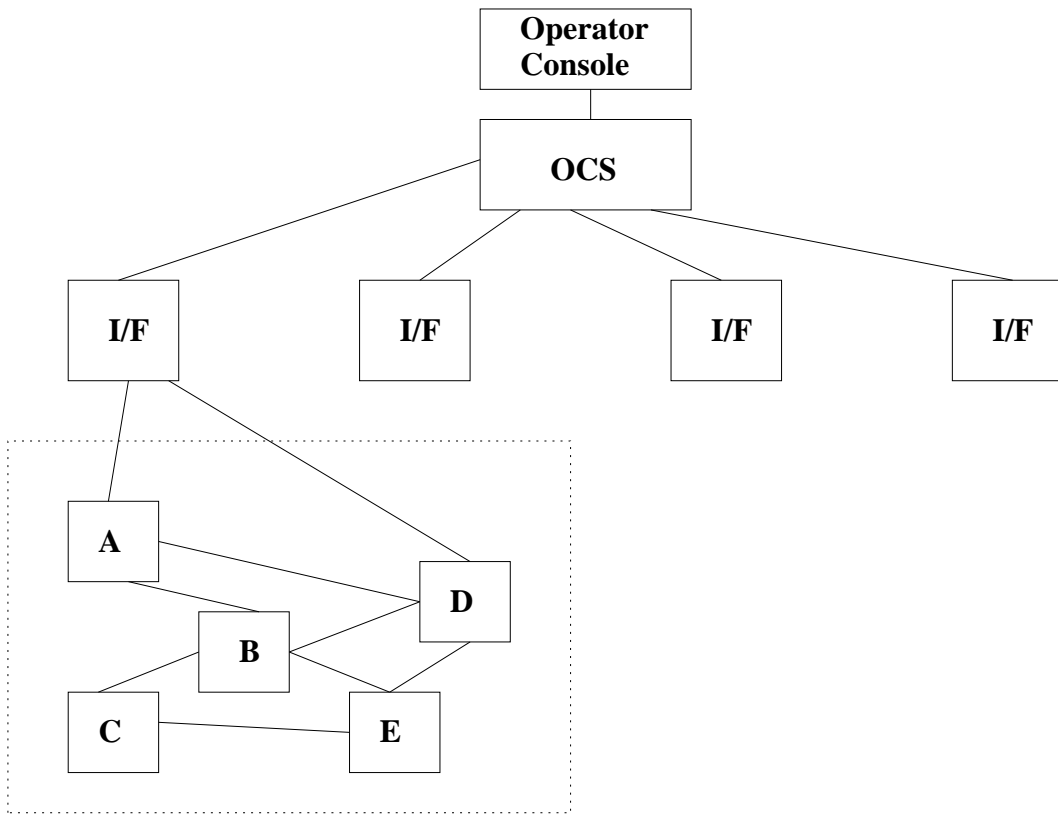 Operator
Console
OCS
I/F
I/F
I/F
I/F
A
D
B
C
E